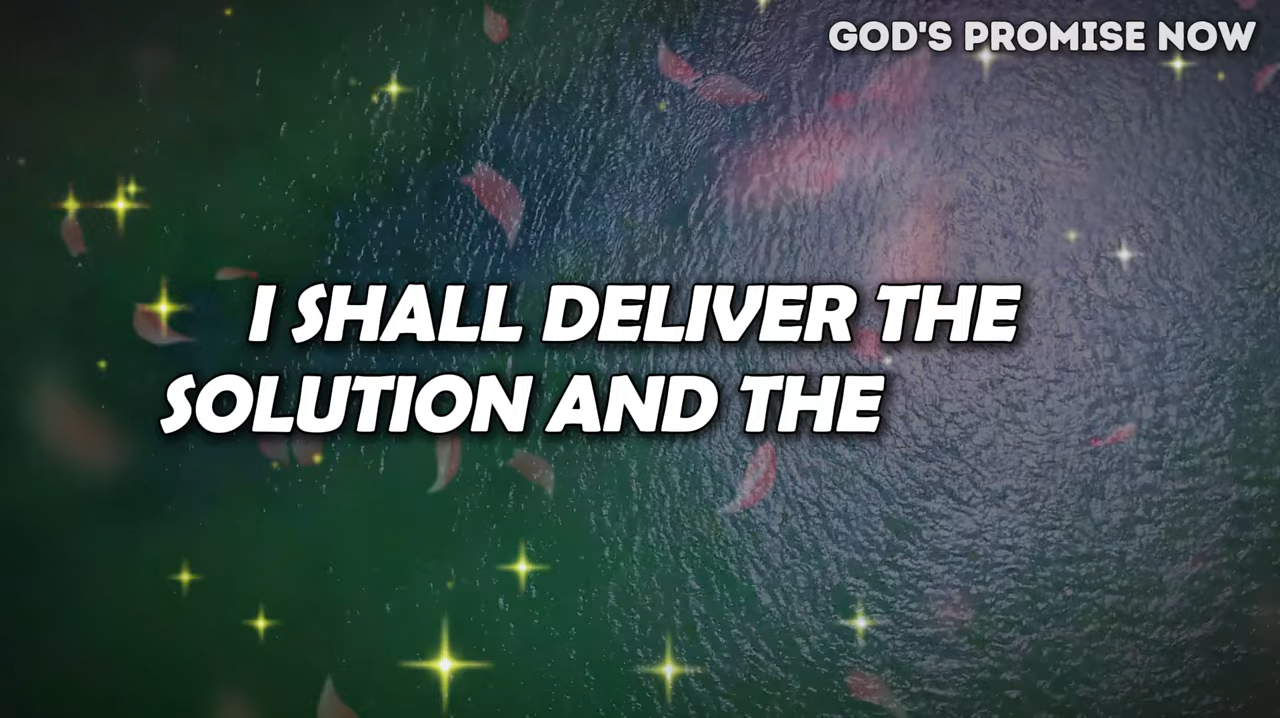 GOD'S PROMISE NOW
I SHALL DELIVER THE
SOLUTION AND THE